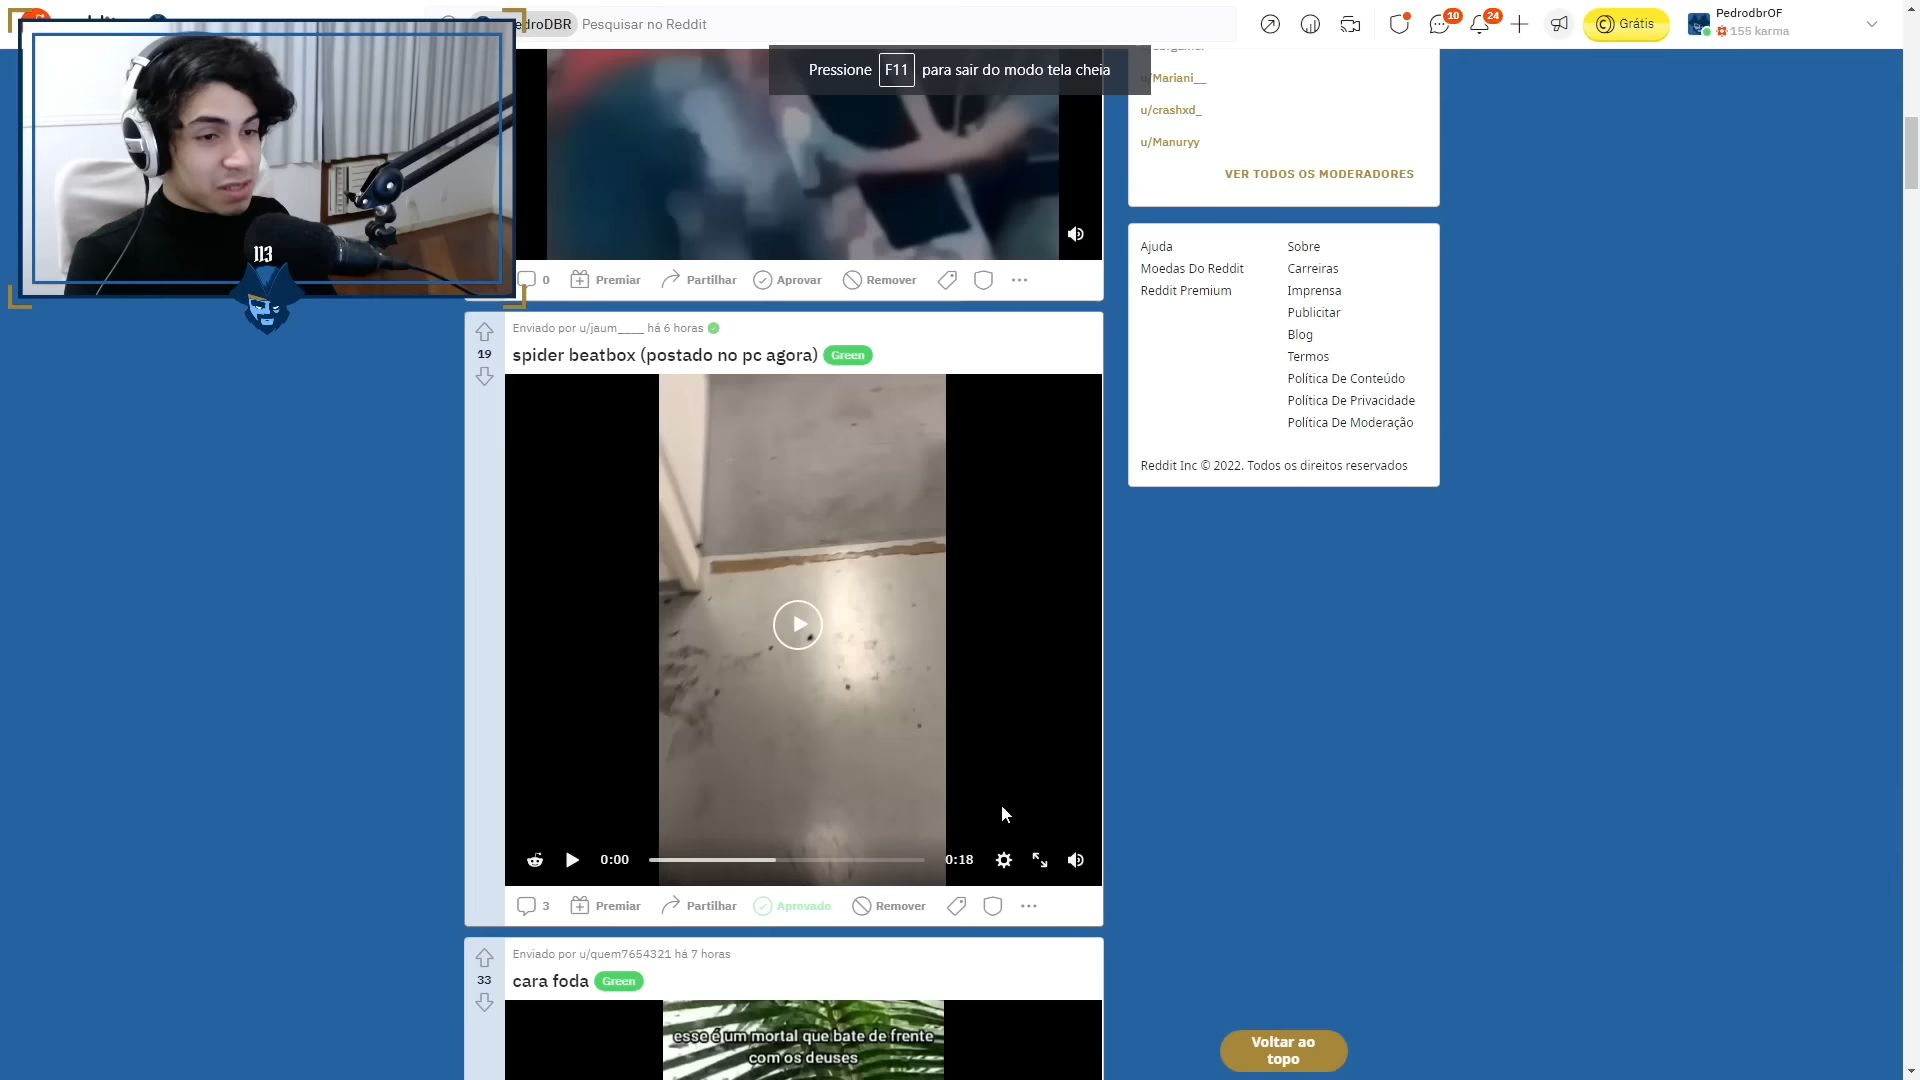 edroDBR
Pesquisar no Reddit
10
24
Grátis
PedrodbrOF
155 karma
Pressione F11 para sair do modo tela cheia
u/Mariani__
u/crashxd_
u/Manuryy
VER TODOS OS MODERADORES
113
0
Premiar
Partilhar
Aprovar
Remover
Ajuda
Moedas Do Reddit
Reddit Premium
Sobre
Carreiras
Imprensa
Publicitar
Blog
Termos
Política De Conteúdo
Política De Privacidade
Política De Moderação
Reddit Inc © 2022. Todos os direitos reservados
Enviado por u/jaum____ há 6 horas
19
spider beatbox (postado no pc agora) Green
0:00
0:18
3
Premiar
Partilhar
Aprovado
Remover
Enviado por u/quem7654321 há 7 horas
33
cara foda Green
esse é um mortal que bate de frente
com os deuses
Voltar ao
topo